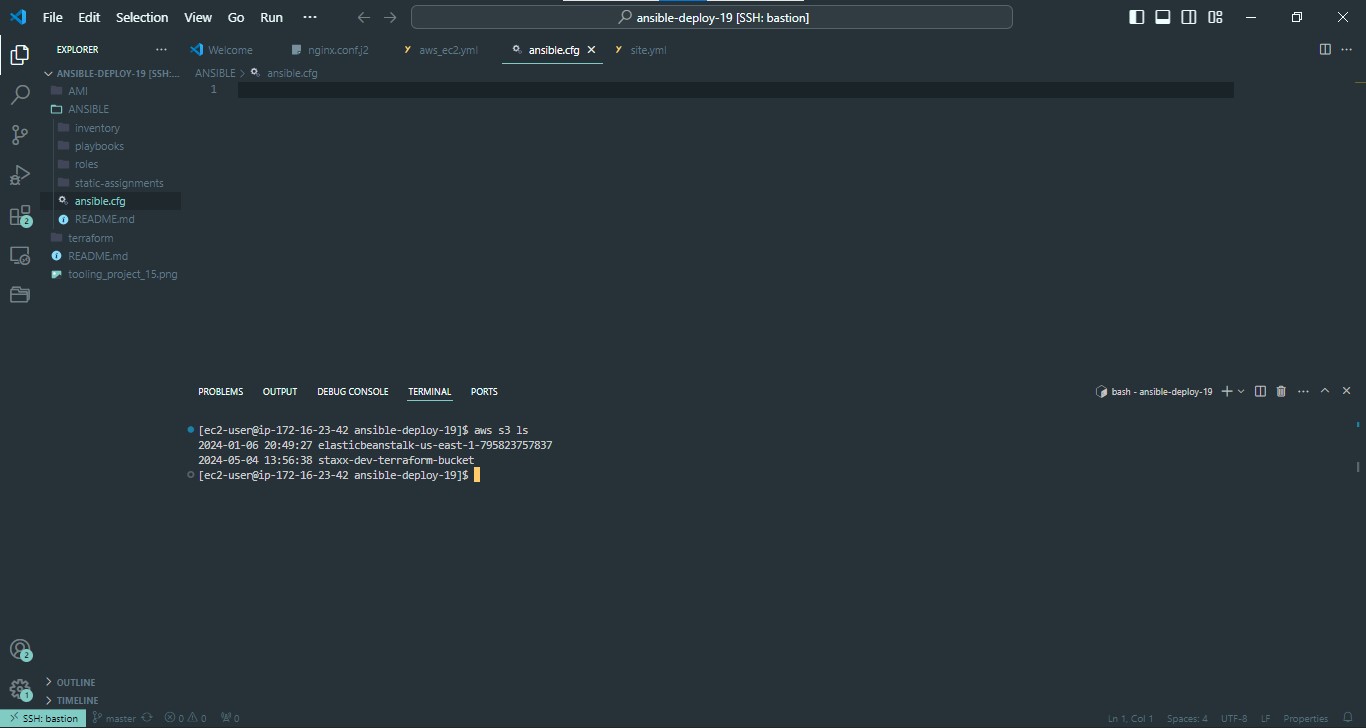 File Edit Selection View Go Run ··· ansible-deploy-19 [SSH: bastion]
EXPLORER ···
Welcome nginx.conf.j2 aws_ec2.yml ansible.cfg site.yml ···
ANSIBLE-DEPLOY-19 [SSH:...
ANSIBLE > ansible.cfg
1
AMI
ANSIBLE
inventory
playbooks
roles
static-assignments
ansible.cfg
README.md
terraform
README.md
tooling_project_15.png
2
PROBLEMS OUTPUT DEBUG CONSOLE TERMINAL PORTS bash - ansible-deploy-19 ···
[ec2-user@ip-172-16-23-42 ansible-deploy-19]$ aws s3 ls
2024-01-06 20:49:27 elasticbeanstalk-us-east-1-795823757837
2024-05-04 13:56:38 staxx-dev-terraform-bucket
[ec2-user@ip-172-16-23-42 ansible-deploy-19]$
2
1
OUTLINE
TIMELINE
SSH: bastion master 0 0 0 Ln 1, Col 1 Spaces: 4 UTF-8 LF Properties